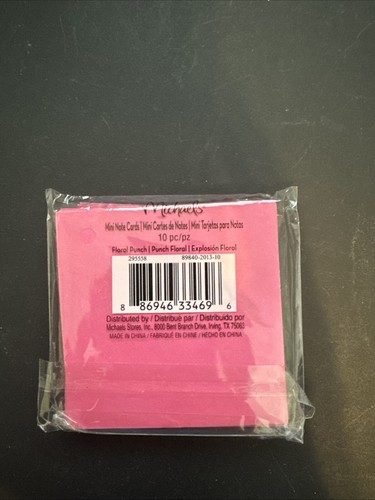 Michaels
Mini Note Cards | Mini Cartes de Notes | Mini Tarjetas para Notas
10 pc/pz
Floral Punch | Punch Floral | Explosión Floral
295558 89840-2013-10
8 86946 33469 6
Distributed by / Distribué par / Distribuido por
Michaels Stores, Inc. 8000 Bent Branch Drive, Irving, TX 75063
MADE IN CHINA / FABRIQUÉ EN CHINE / HECHO EN CHINA